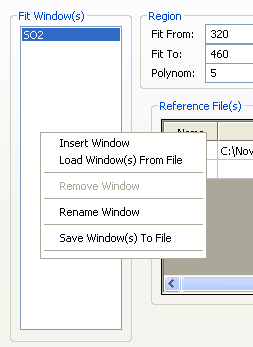 Fit Window(s)
SO2
Region
Fit From: 320
Fit To: 460
Polynom: 5
Reference File(s)
Name
C:\Nov
Insert Window
Load Window(s) From File
Remove Window
Rename Window
Save Window(s) To File